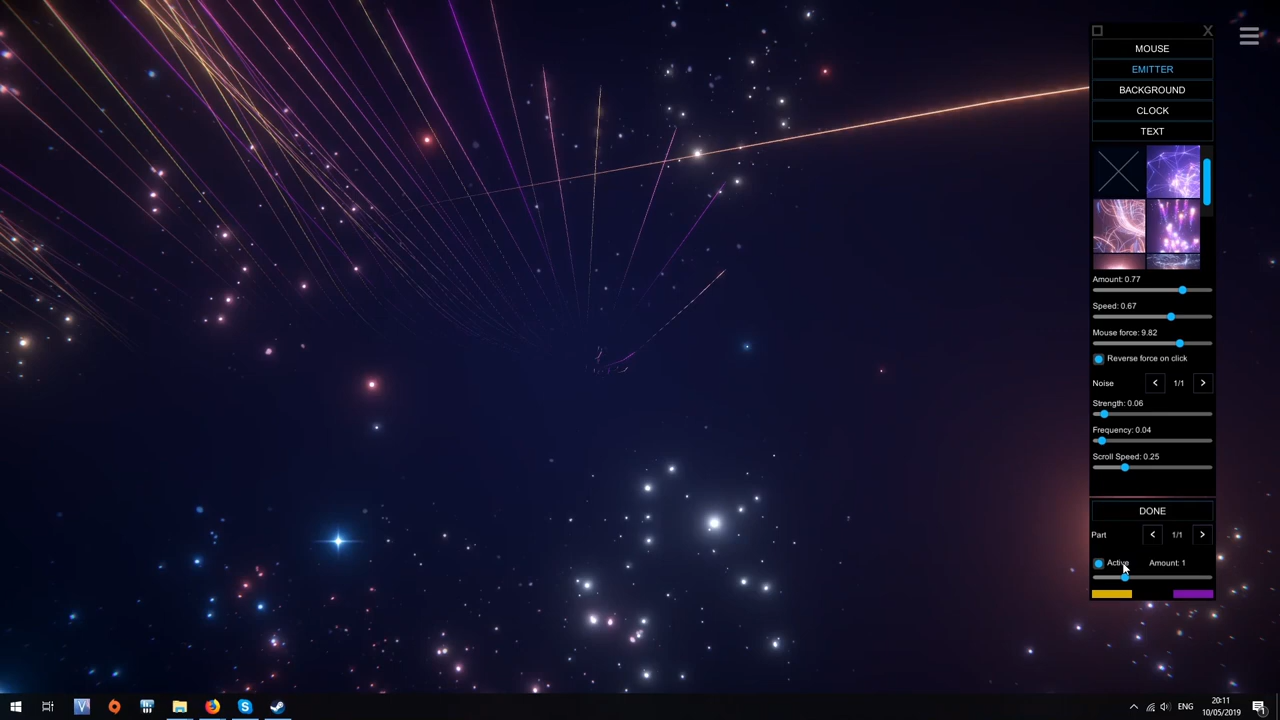 X
MOUSE
EMITTER
BACKGROUND
CLOCK
TEXT
Amount: 0.77
Speed: 0.67
Mouse force: 9.82
Reverse force on click
Noise < 1/1 >
Strength: 0.06
Frequency: 0.04
Scroll Speed: 0.25
DONE
Part < 1/1 >
Active Amount: 1
ENG
20:11
10/05/2019
1